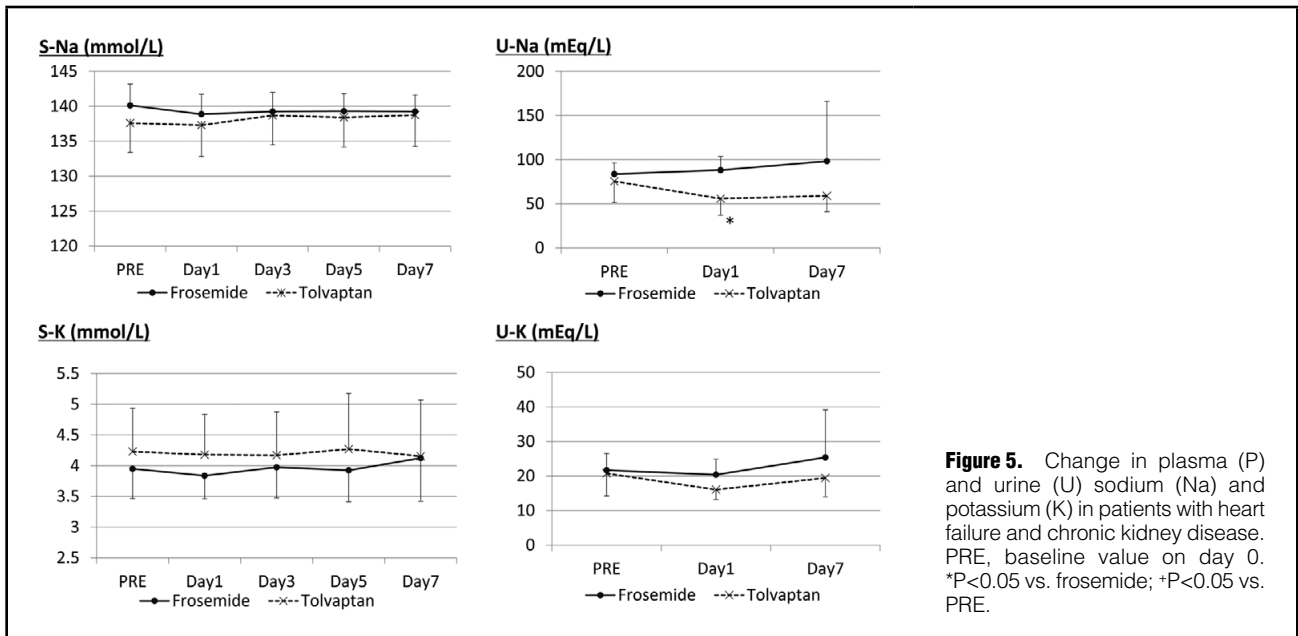 S-Na (mmol/L)
145
140
135
130
125
120
PRE Day1 Day3 Day5 Day7
Frosemide Tolvaptan
U-Na (mEq/L)
200
150
100
50
0
*
PRE Day1 Day7
Frosemide Tolvaptan
S-K (mmol/L)
5.5
5
4.5
4
3.5
3
2.5
PRE Day1 Day3 Day5 Day7
Frosemide Tolvaptan
U-K (mEq/L)
50
40
30
20
10
0
PRE Day1 Day7
Frosemide Tolvaptan
Figure 5. Change in plasma (P)
and urine (U) sodium (Na) and
potassium (K) in patients with heart
failure and chronic kidney disease.
PRE, baseline value on day 0.
*P<0.05 vs. frosemide; +P<0.05 vs.
PRE.